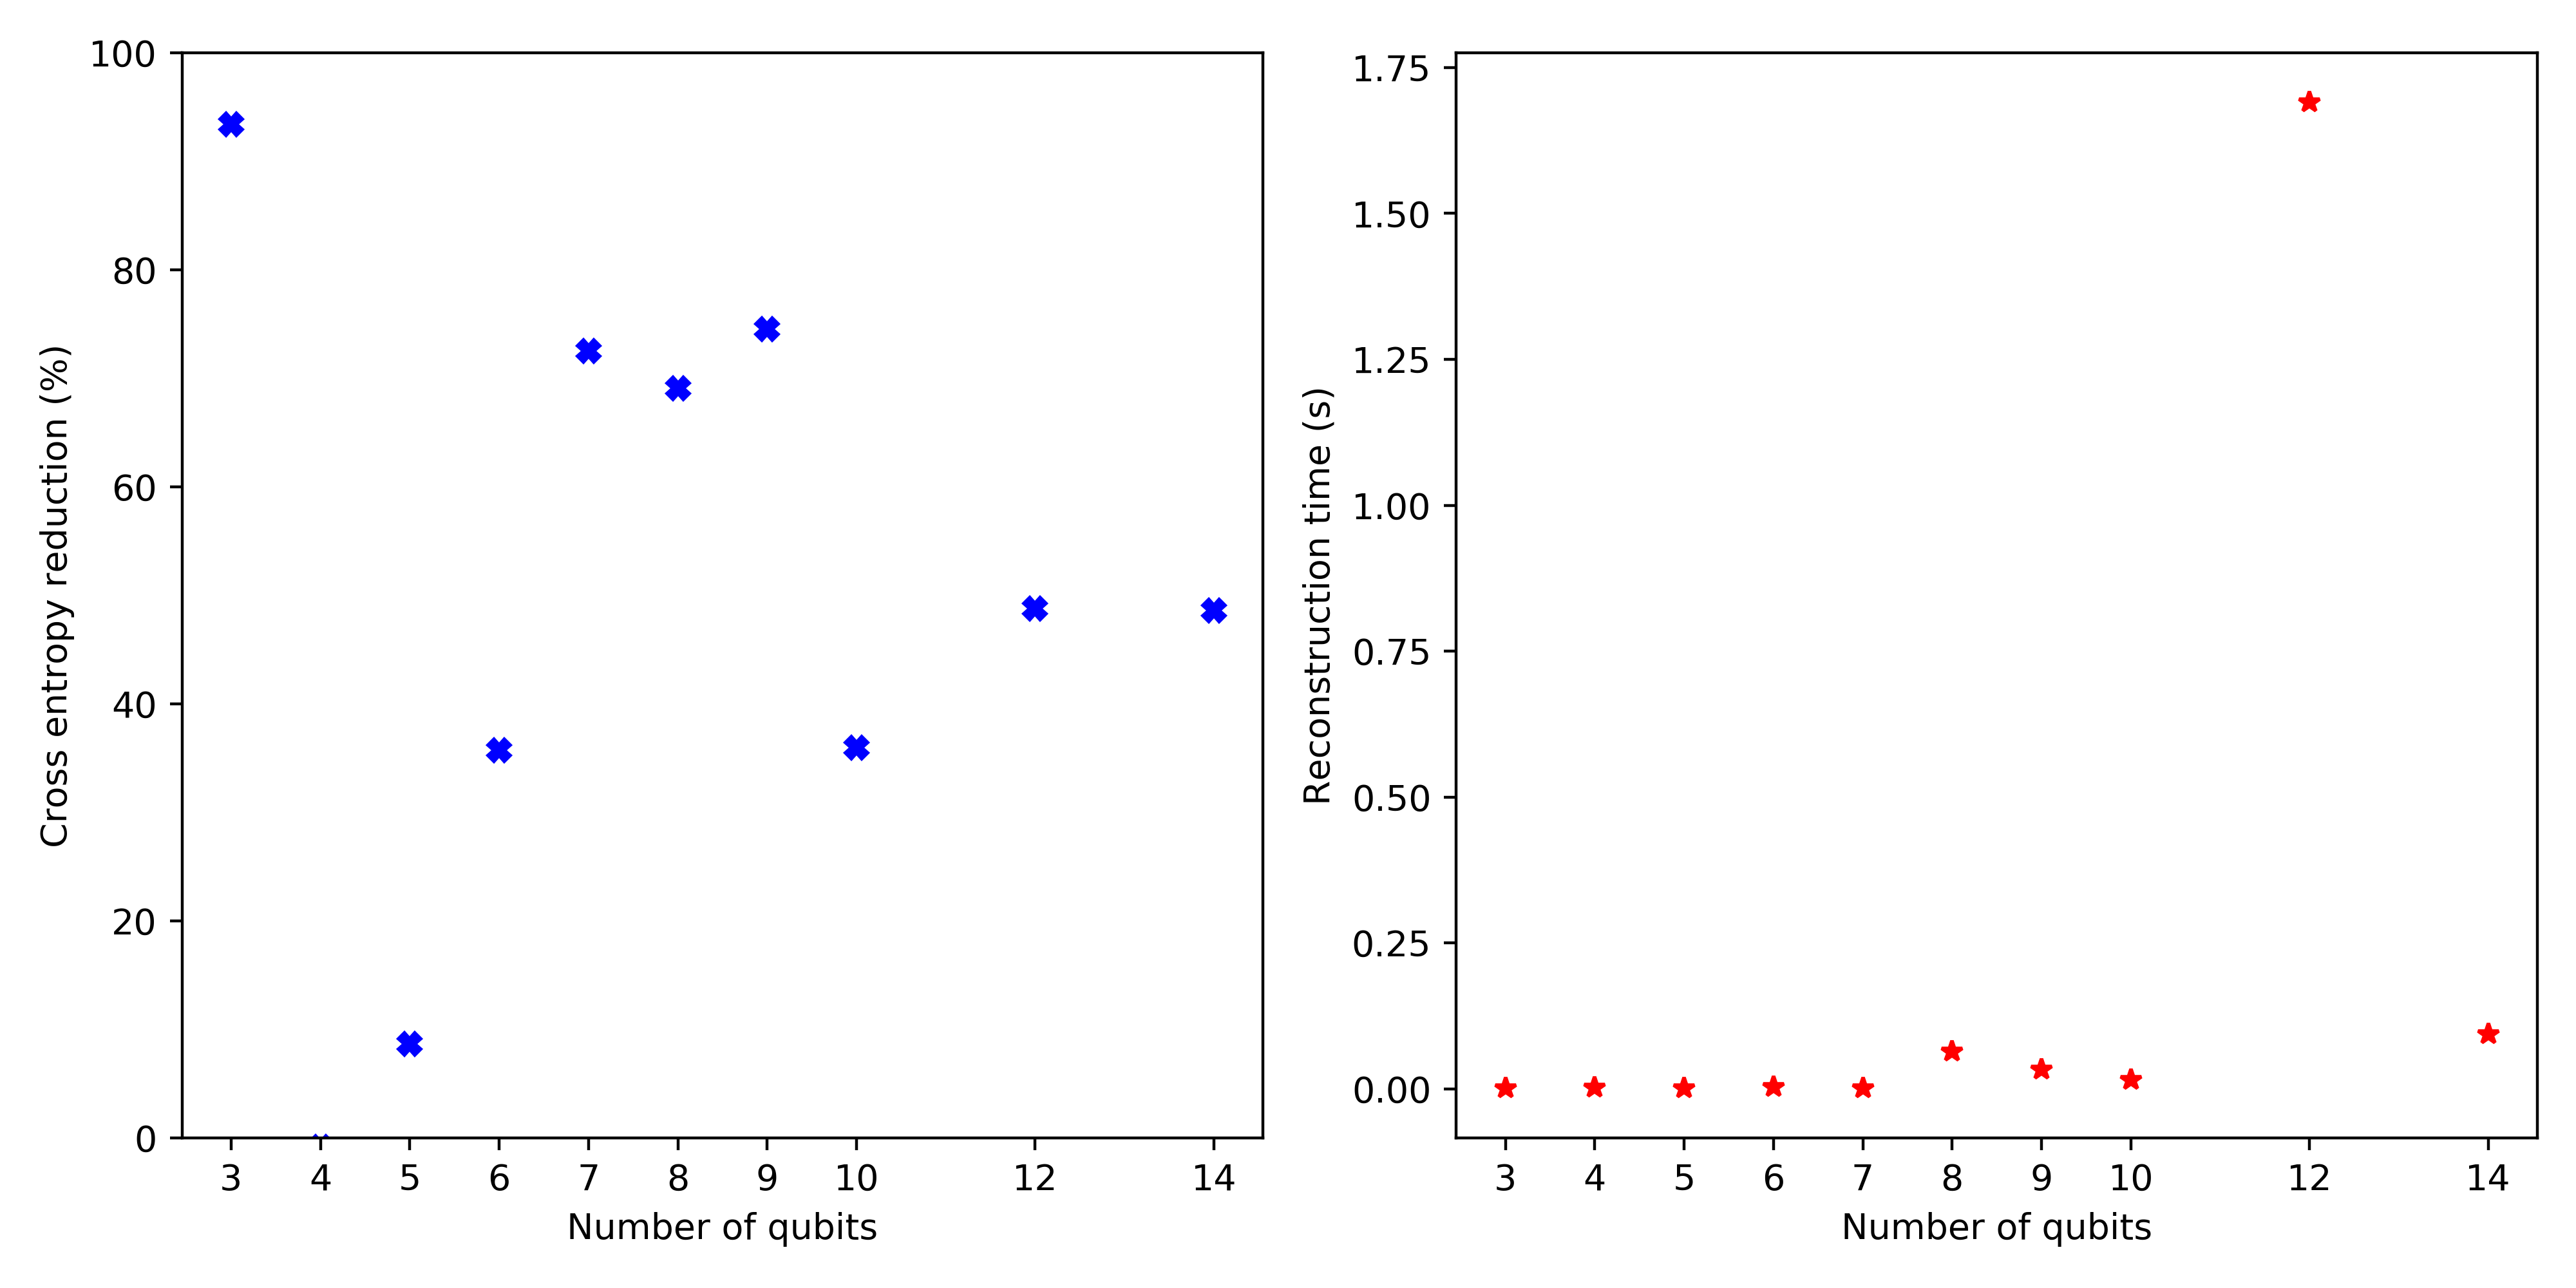 100
80
60
40
20
0
Cross entropy reduction (%)
3 4 5 6 7 8 9 10 12 14
Number of qubits
1.75
1.50
1.25
1.00
0.75
0.50
0.25
0.00
Reconstruction time (s)
3 4 5 6 7 8 9 10 12 14
Number of qubits